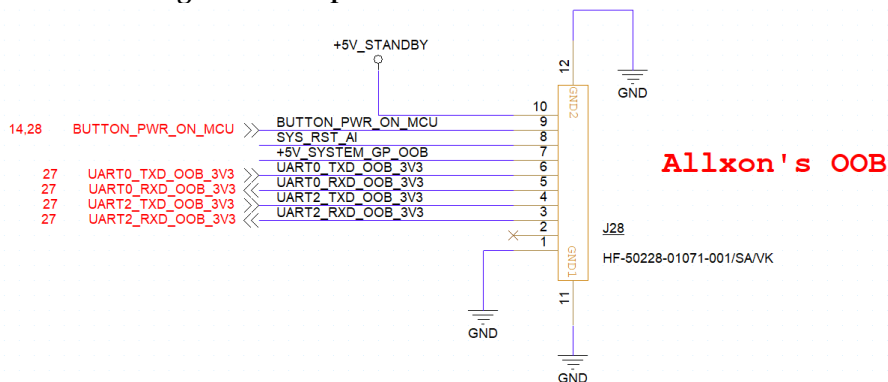 +5V_STANDBY
12
GND2
GND
10
14,28 BUTTON_PWR_ON_MCU BUTTON_PWR_ON_MCU 9
SYS_RST_AI 8
+5V_SYSTEM_GP_OOB 7
27 UART0_TXD_OOB_3V3 UART0_TXD_OOB_3V3 6
27 UART0_RXD_OOB_3V3 UART0_RXD_OOB_3V3 5
27 UART2_TXD_OOB_3V3 UART2_TXD_OOB_3V3 4
27 UART2_RXD_OOB_3V3 UART2_RXD_OOB_3V3 3
2
1
Allxon's OOB
J28
HF-50228-01071-001/SA/VK
GND1
11
GND
GND